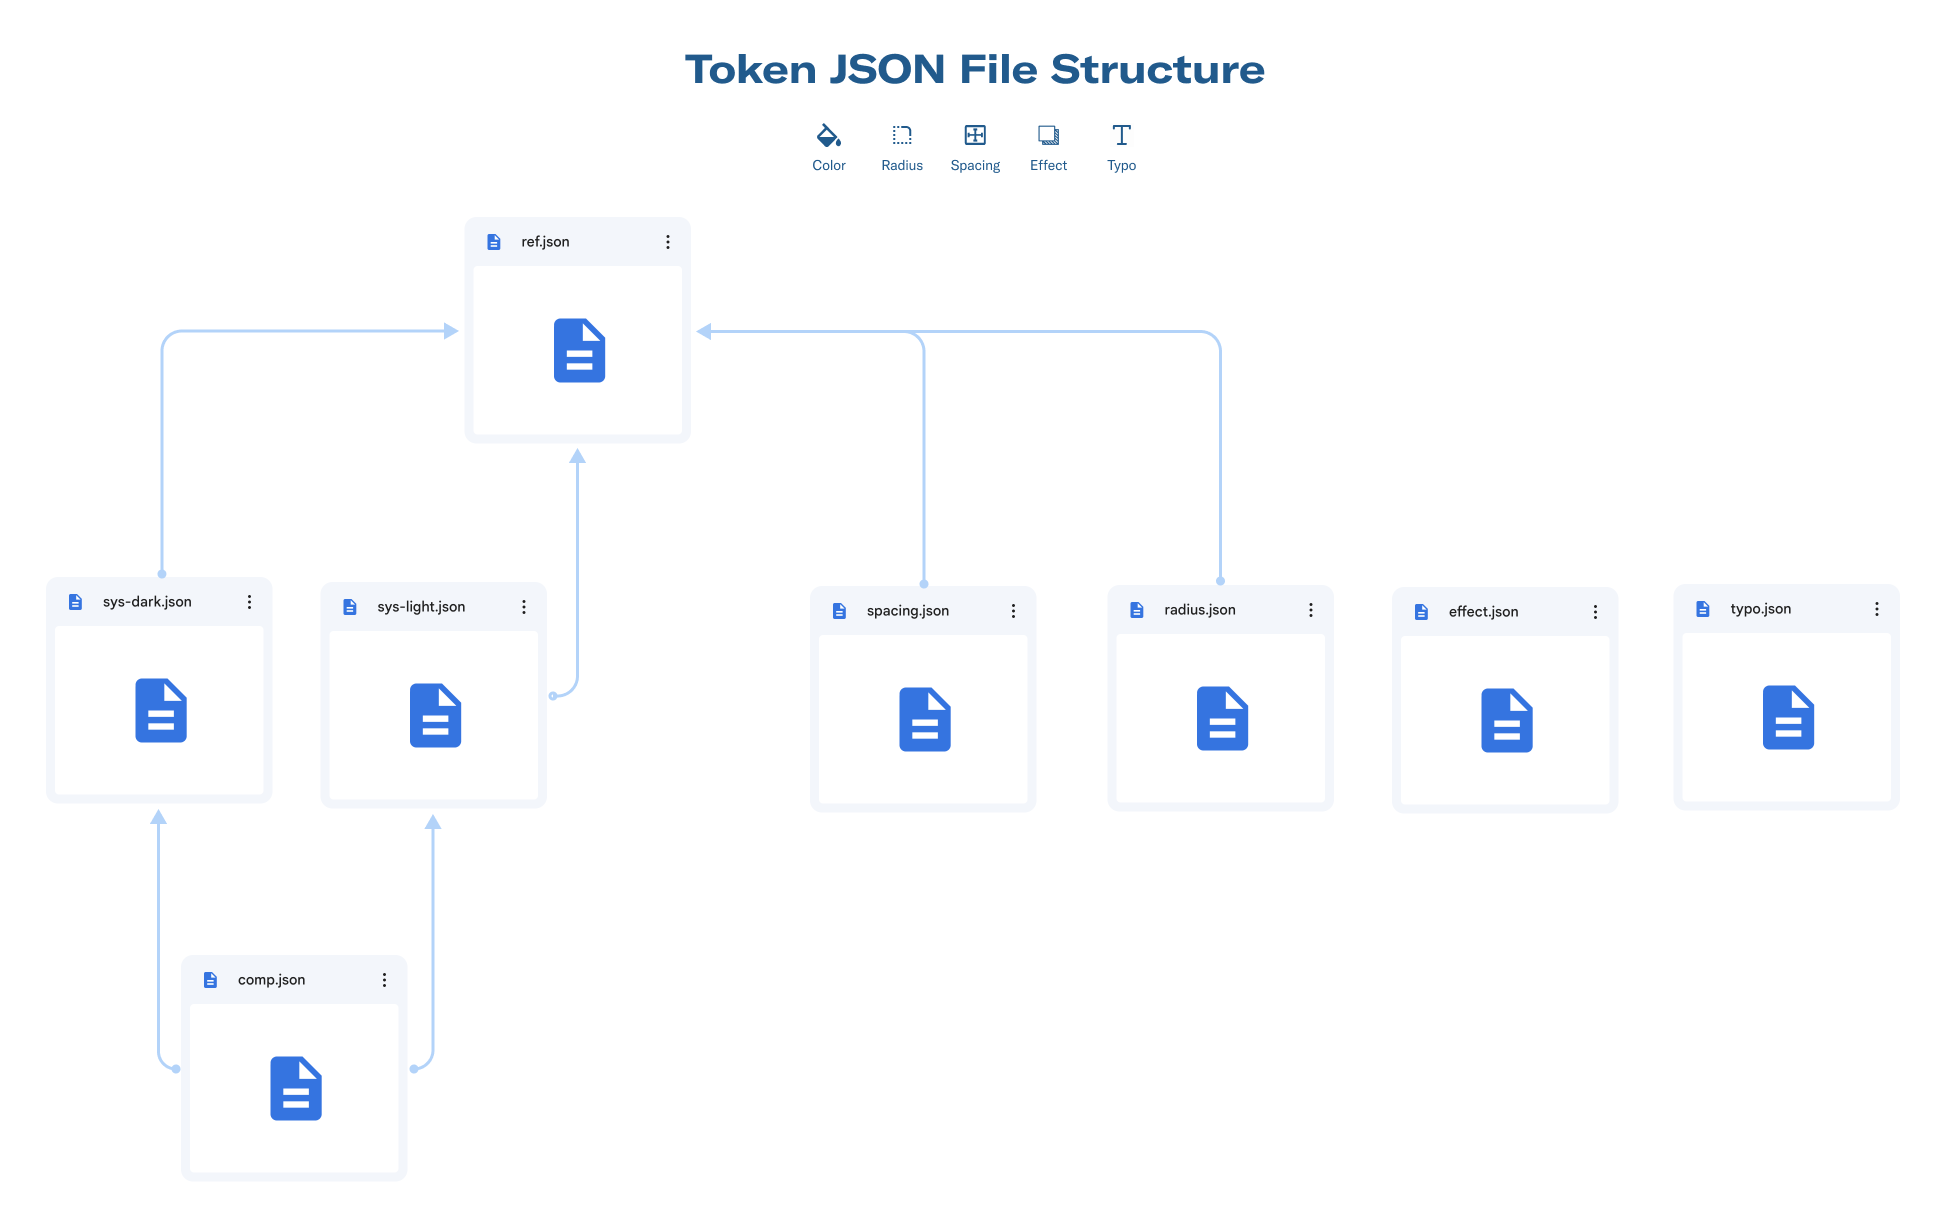 Token JSON File Structure
Color
Radius
Spacing
Effect
Typo
ref.json
sys-dark.json
sys-light.json
spacing.json
radius.json
effect.json
typo.json
comp.json